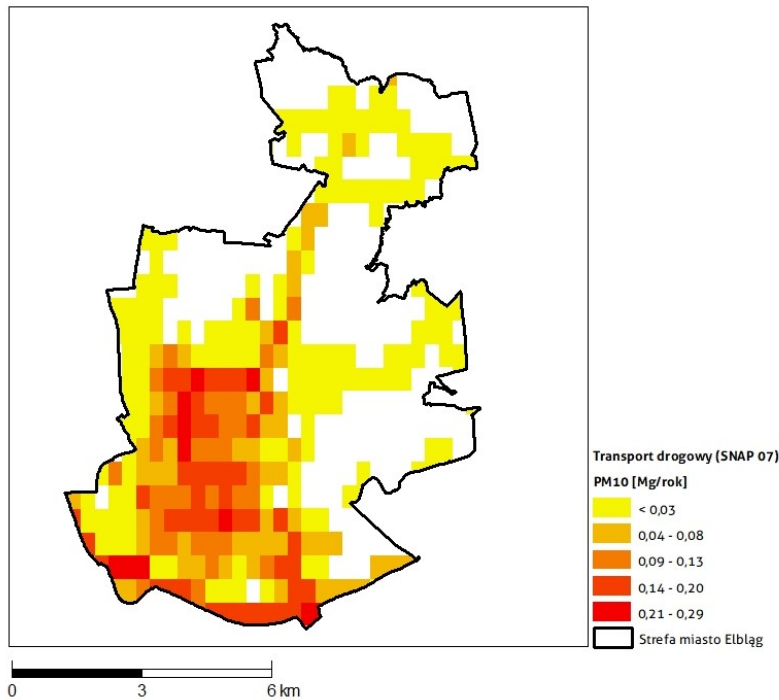 Transport drogowy (SNAP 07)
PM10 [Mg/rok]
< 0,03
0,04 - 0,08
0,09 - 0,13
0,14 - 0,20
0,21 - 0,29
Strefa miasto Elbląg
0 3 6 km